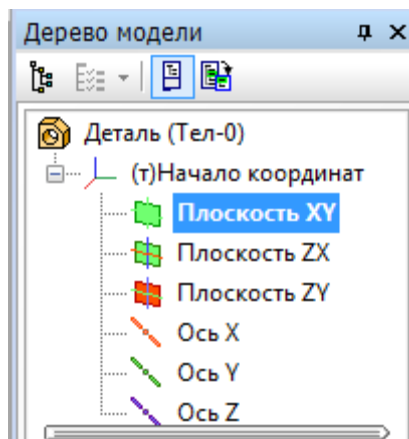 Дерево модели
Деталь (Тел-0)
(т)Начало координат
Плоскость XY
Плоскость ZX
Плоскость ZY
Ось X
Ось Y
Ось Z